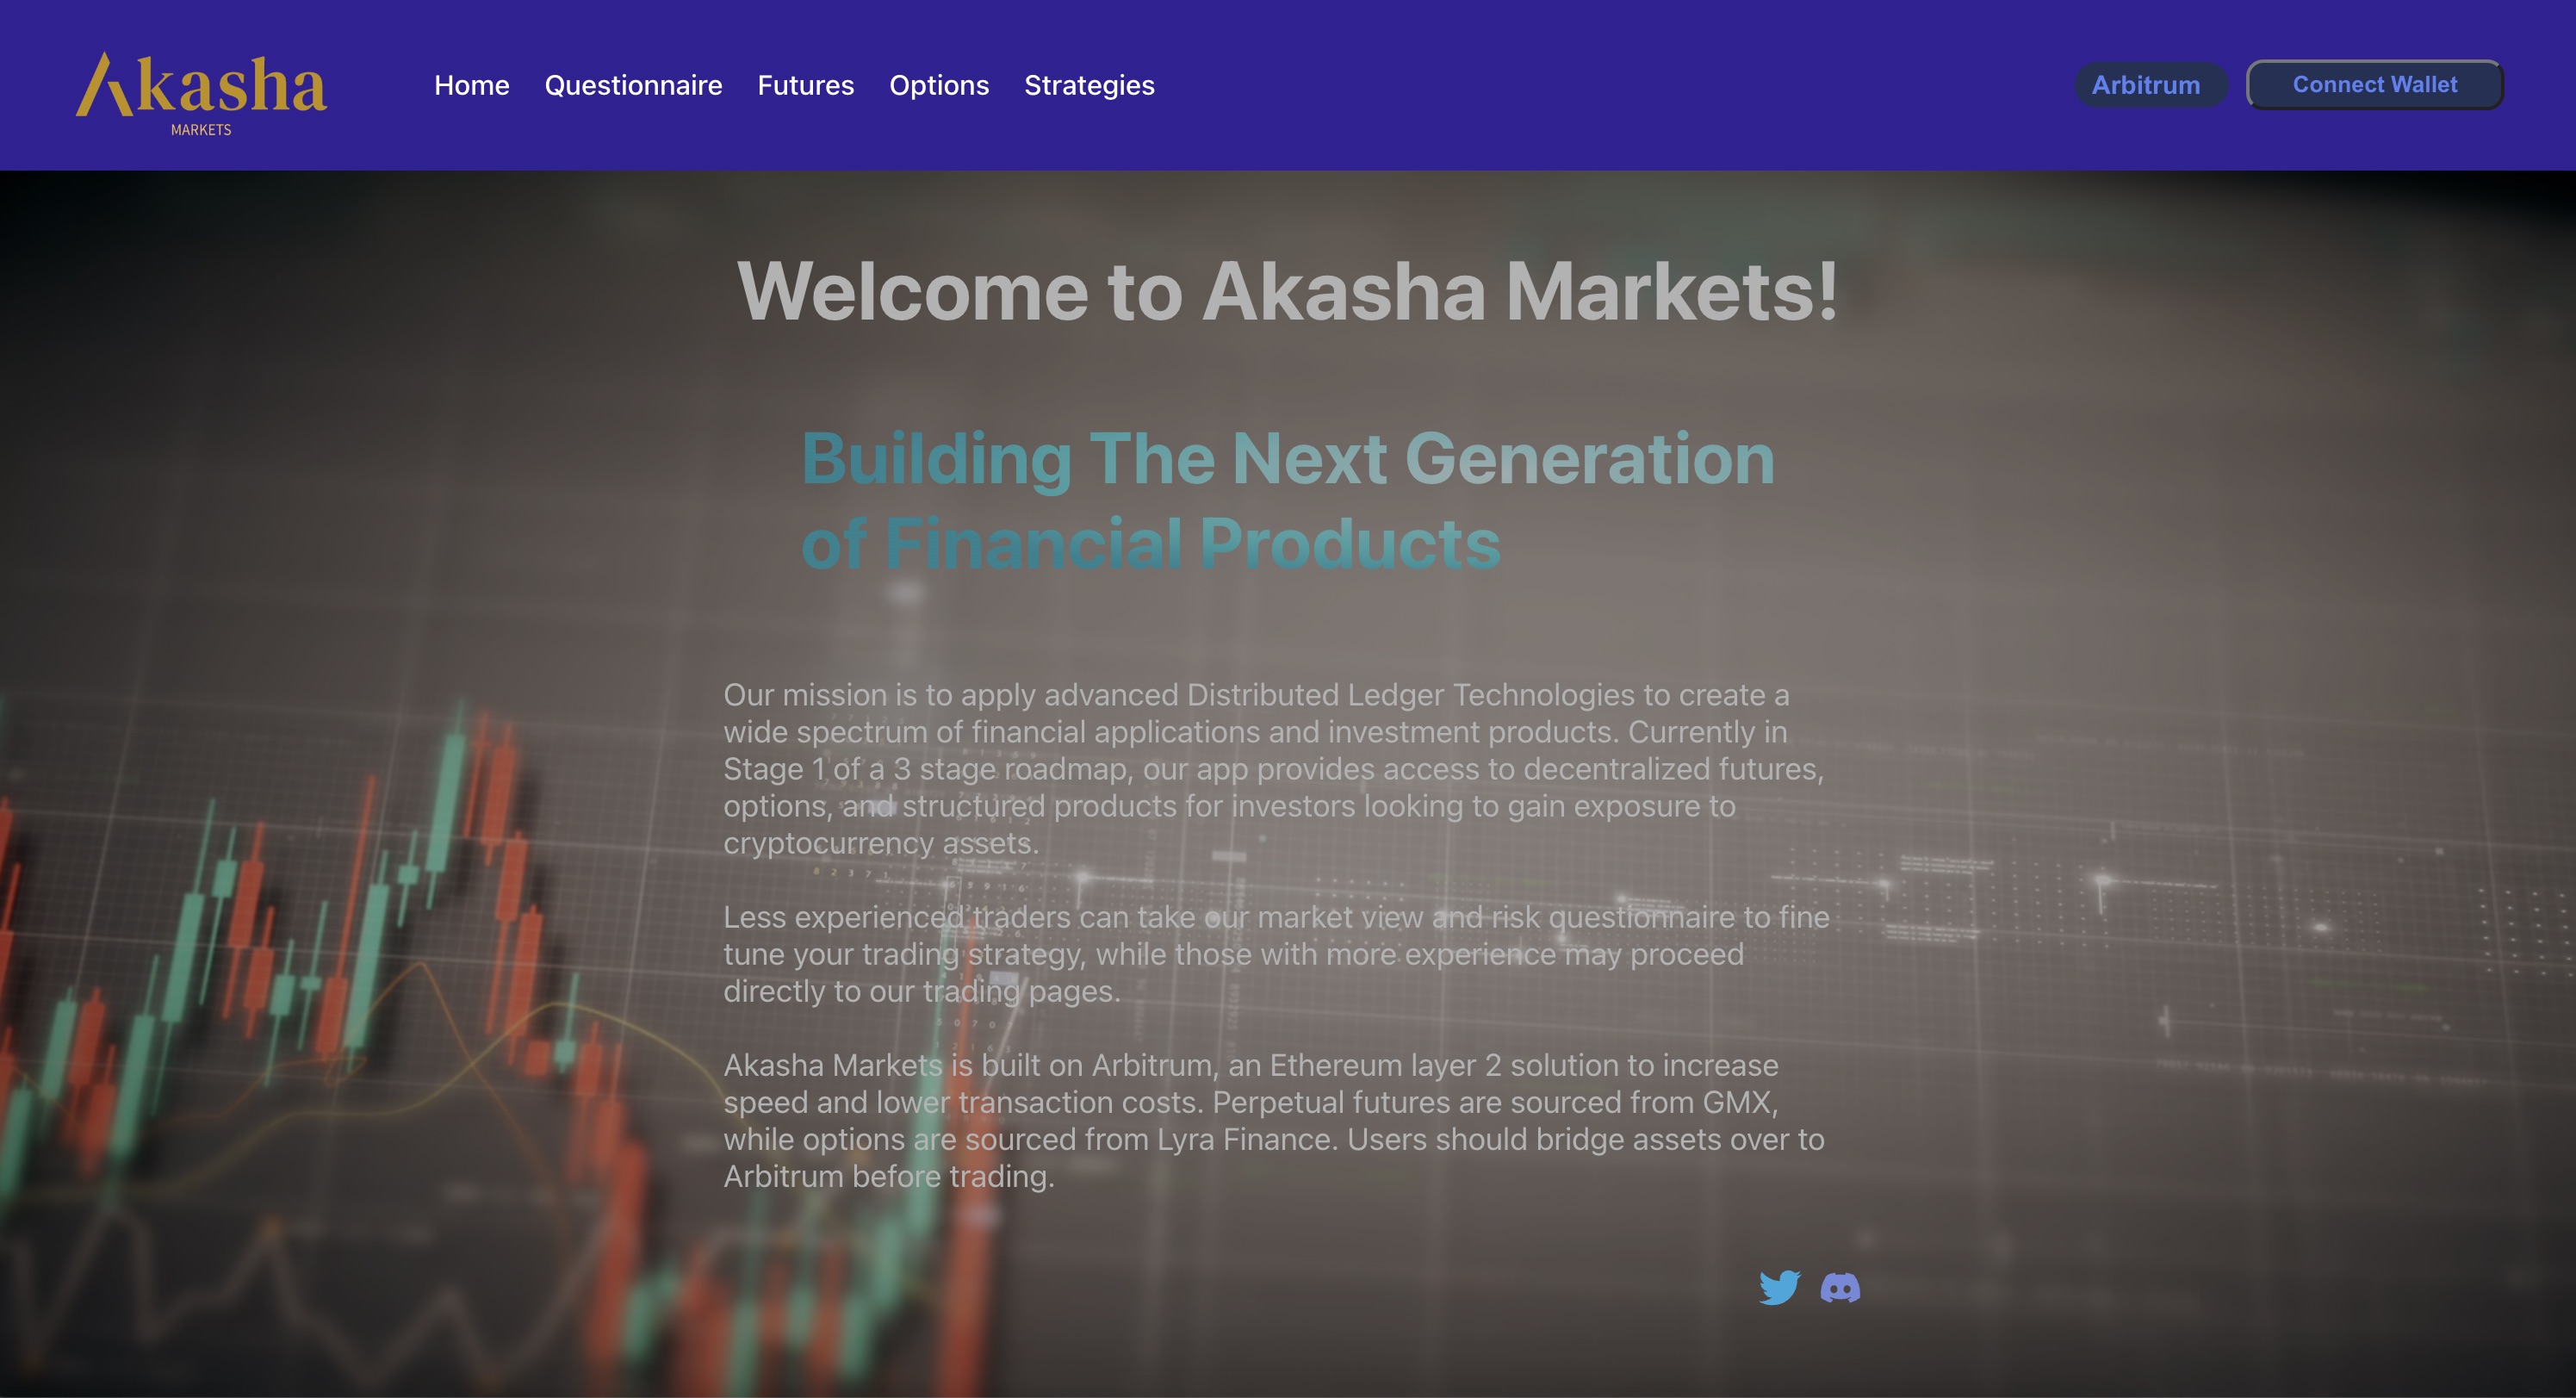 Akasha
MARKETS
Home Questionnaire Futures Options Strategies
Arbitrum Connect Wallet
Welcome to Akasha Markets!
Building The Next Generation
of Financial Products
Our mission is to apply advanced Distributed Ledger Technologies to create a
wide spectrum of financial applications and investment products. Currently in
Stage 1 of a 3 stage roadmap, our app provides access to decentralized futures,
options, and structured products for investors looking to gain exposure to
cryptocurrency assets.
Less experienced traders can take our market view and risk questionnaire to fine
tune your trading strategy, while those with more experience may proceed
directly to our trading pages.
Akasha Markets is built on Arbitrum, an Ethereum layer 2 solution to increase
speed and lower transaction costs. Perpetual futures are sourced from GMX,
while options are sourced from Lyra Finance. Users should bridge assets over to
Arbitrum before trading.